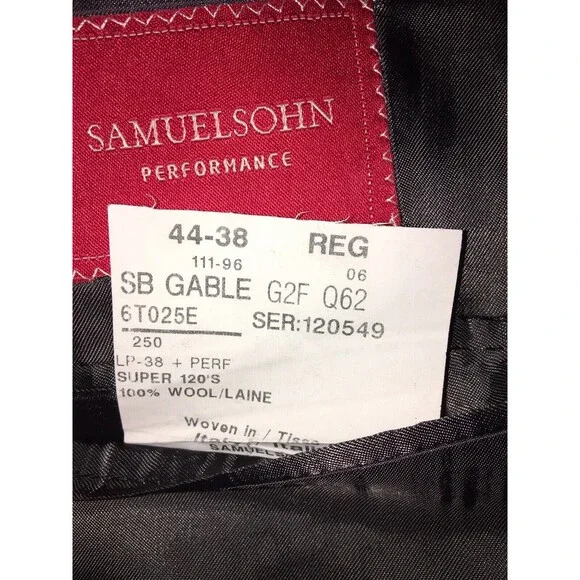 SAMUELSOHN
PERFORMANCE
44-38 REG
111-96 06
SB GABLE G2F Q62
6T025E SER:120549
250
LP-38 + PERF
SUPER 120'S
100% WOOL/LAINE
Woven in /